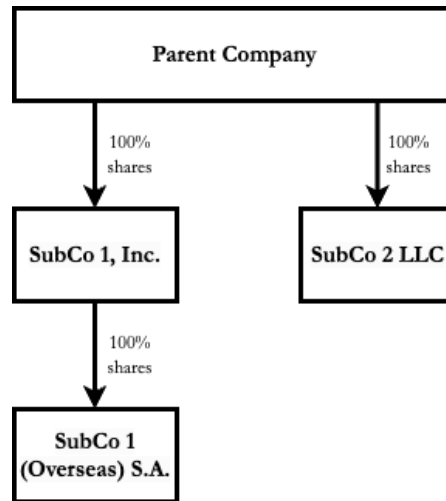 Parent Company
100%
shares
100%
shares
SubCo 1, Inc.
SubCo 2 LLC
100%
shares
SubCo 1
(Overseas) S.A.